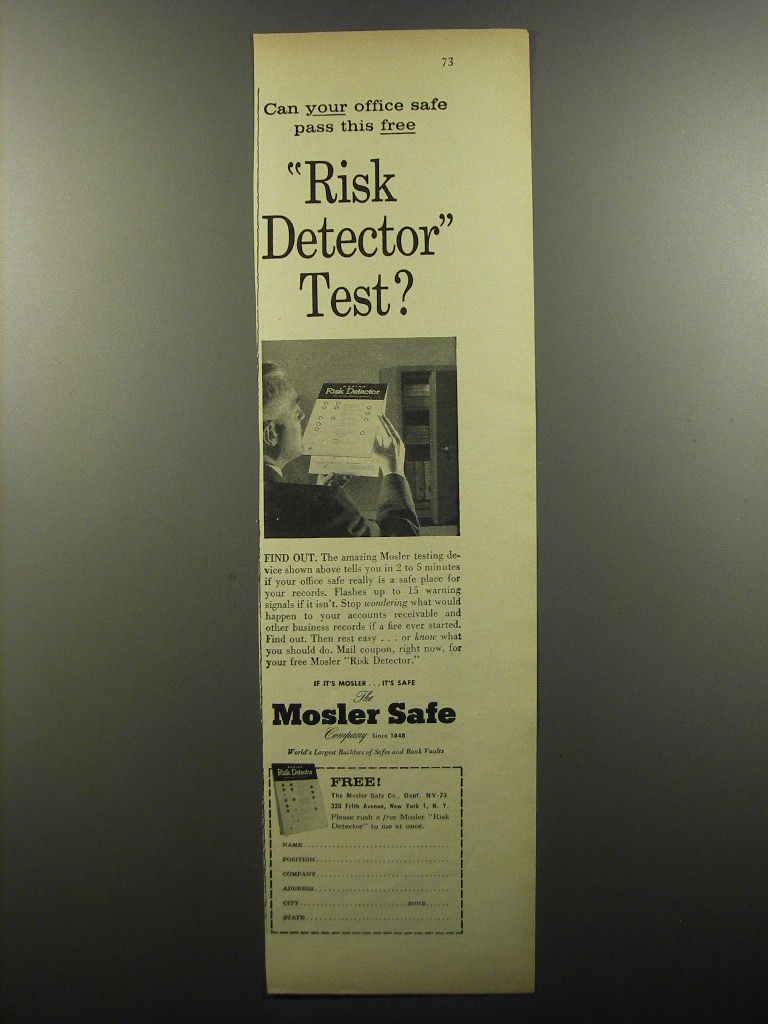 73
Can your office safe
pass this free
“Risk
Detector”
Test?
MOSLER
Risk Detector
FIND OUT. The amazing Mosler testing de-
vice shown above tells you in 2 to 5 minutes
if your office safe really is a safe place for
your records. Flashes up to 15 warning
signals if it isn't. Stop wondering what would
happen to your accounts receivable and
other business records if a fire ever started.
Find out. Then rest easy . . . or know what
you should do. Mail coupon, right now, for
your free Mosler "Risk Detector."
IF IT'S MOSLER . . . IT'S SAFE
The
Mosler Safe
Company Since 1848
World's Largest Builders of Safes and Bank Vaults
MOSLER
Risk Detector
FREE!
The Mosler Safe Co., Dept. NY-73
320 Fifth Avenue, New York 1, N. Y.
Please rush a free Mosler "Risk
Detector" to me at once.
NAME
POSITION
COMPANY
ADDRESS
CITY ZONE
STATE